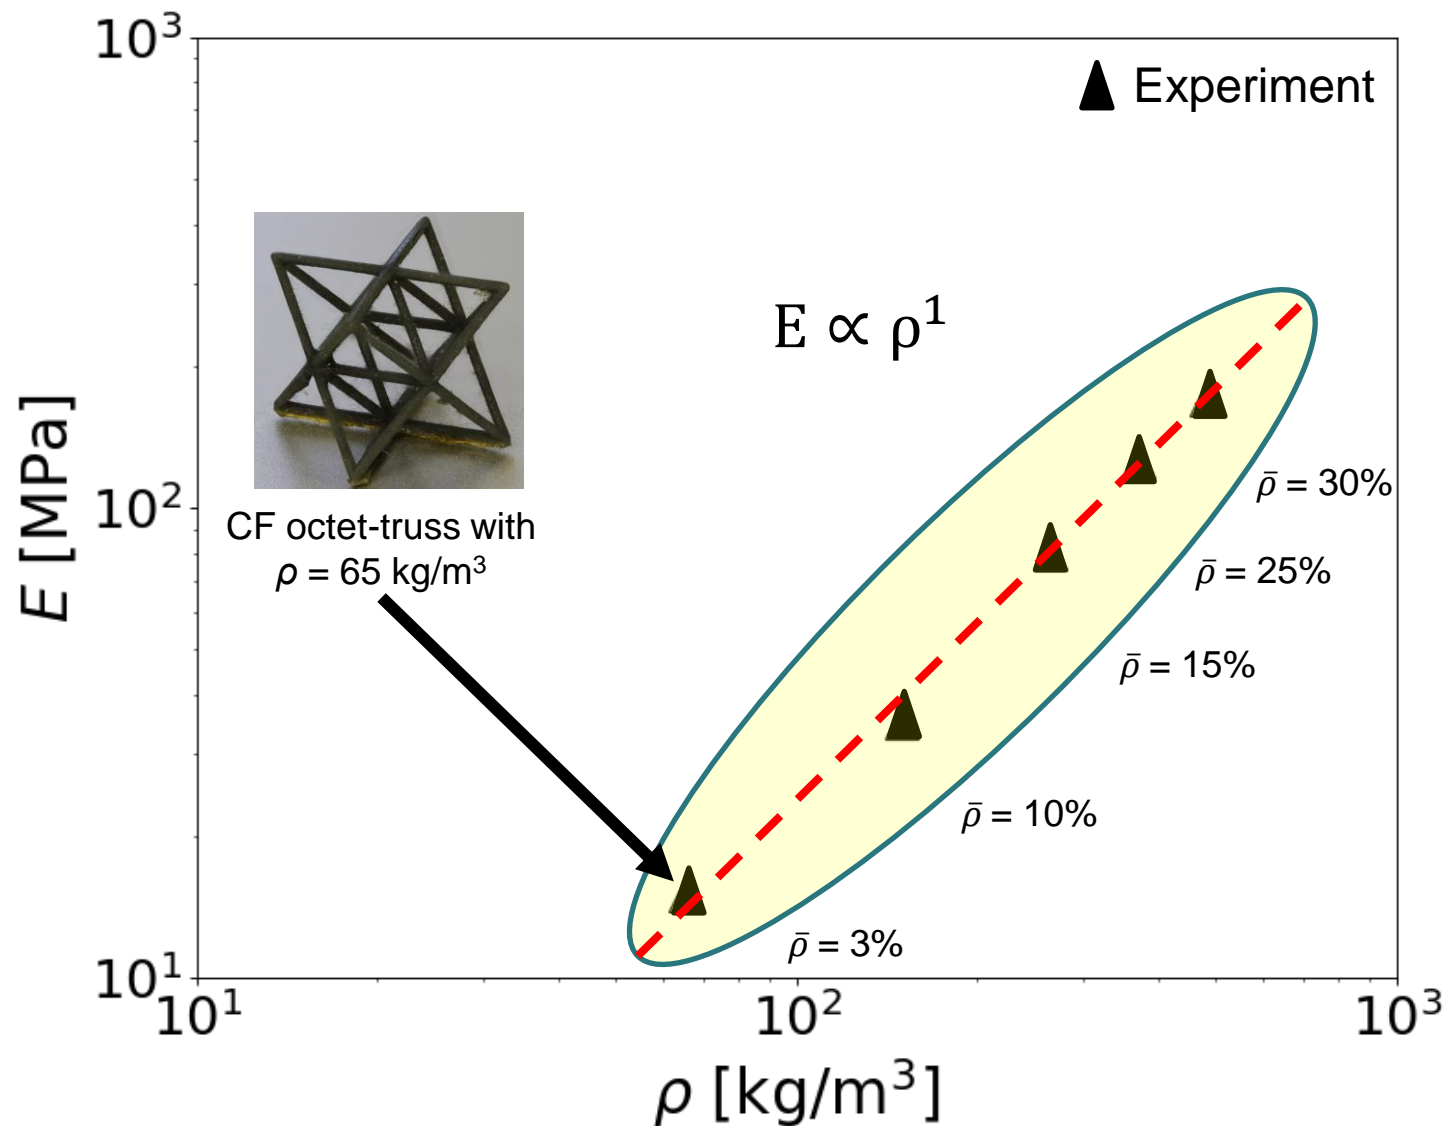 10³
Experiment
E ∝ ρ¹
E [MPa]
10²
CF octet-truss with
ρ = 65 kg/m³
ρ̄ = 30%
ρ̄ = 25%
ρ̄ = 15%
ρ̄ = 10%
ρ̄ = 3%
10¹
10¹
10²
10³
ρ [kg/m³]